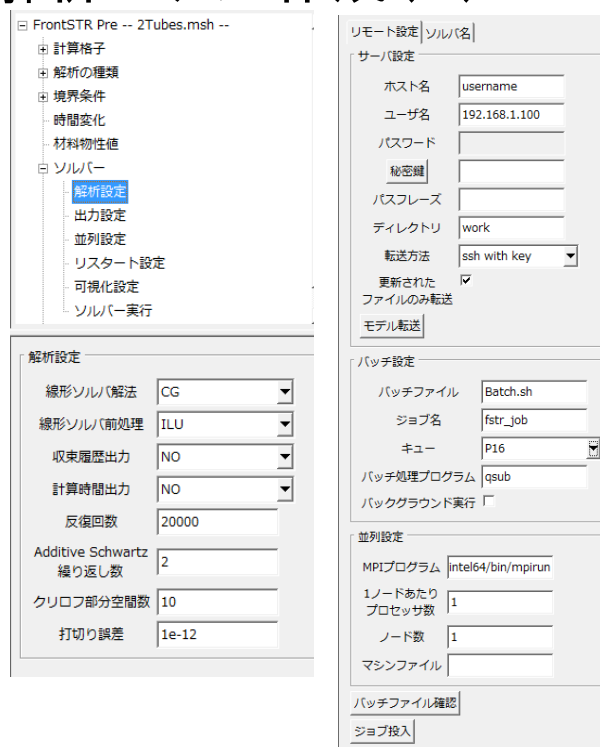 FrontSTR Pre -- 2Tubes.msh --
計算格子
解析の種類
境界条件
時間変化
材料物性値
ソルバー
解析設定
出力設定
並列設定
リスタート設定
可視化設定
ソルバー実行
解析設定
線形ソルバ解法 CG
線形ソルバ前処理 ILU
収束履歴出力 NO
計算時間出力 NO
反復回数 20000
Additive Schwartz
繰り返し数 2
クリロフ部分空間数 10
打切り誤差 1e-12
リモート設定 ソルバ名
サーバ設定
ホスト名 username
ユーザ名 192.168.1.100
パスワード
秘密鍵
パスフレーズ
ディレクトリ work
転送方法 ssh with key
更新された
ファイルのみ転送
モデル転送
バッチ設定
バッチファイル Batch.sh
ジョブ名 fstr_job
キュー P16
バッチ処理プログラム qsub
バックグラウンド実行
並列設定
MPIプログラム intel64/bin/mpirun
1ノードあたり
プロセッサ数 1
ノード数 1
マシンファイル
バッチファイル確認
ジョブ投入